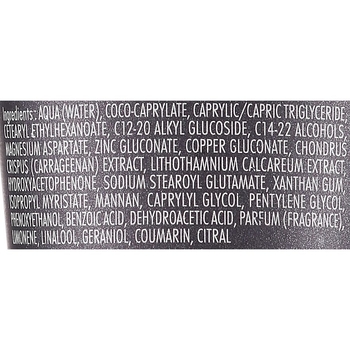 Ingredients : AQUA (WATER), COCO-CAPRYLATE, CAPRYLIC/CAPRIC TRIGLYCERIDE,
CETEARYL ETHYLHEXANOATE, C12-20 ALKYL GLUCOSIDE, C14-22 ALCOHOLS,
MAGNESIUM ASPARTATE, ZINC GLUCONATE, COPPER GLUCONATE, CHONDRUS
CRISPUS (CARRAGEENAN) EXTRACT, LITHOTHAMNIUM CALCAREUM EXTRACT,
HYDROXYACETOPHENONE, SODIUM STEAROYL GLUTAMATE, XANTHAN GUM,
ISOPROPYL MYRISTATE, MANNAN, CAPRYLYL GLYCOL, PENTYLENE GLYCOL,
PHENOXYETHANOL, BENZOIC ACID, DEHYDROACETIC ACID, PARFUM (FRAGRANCE),
LIMONENE, LINALOOL, GERANIOL, COUMARIN, CITRAL